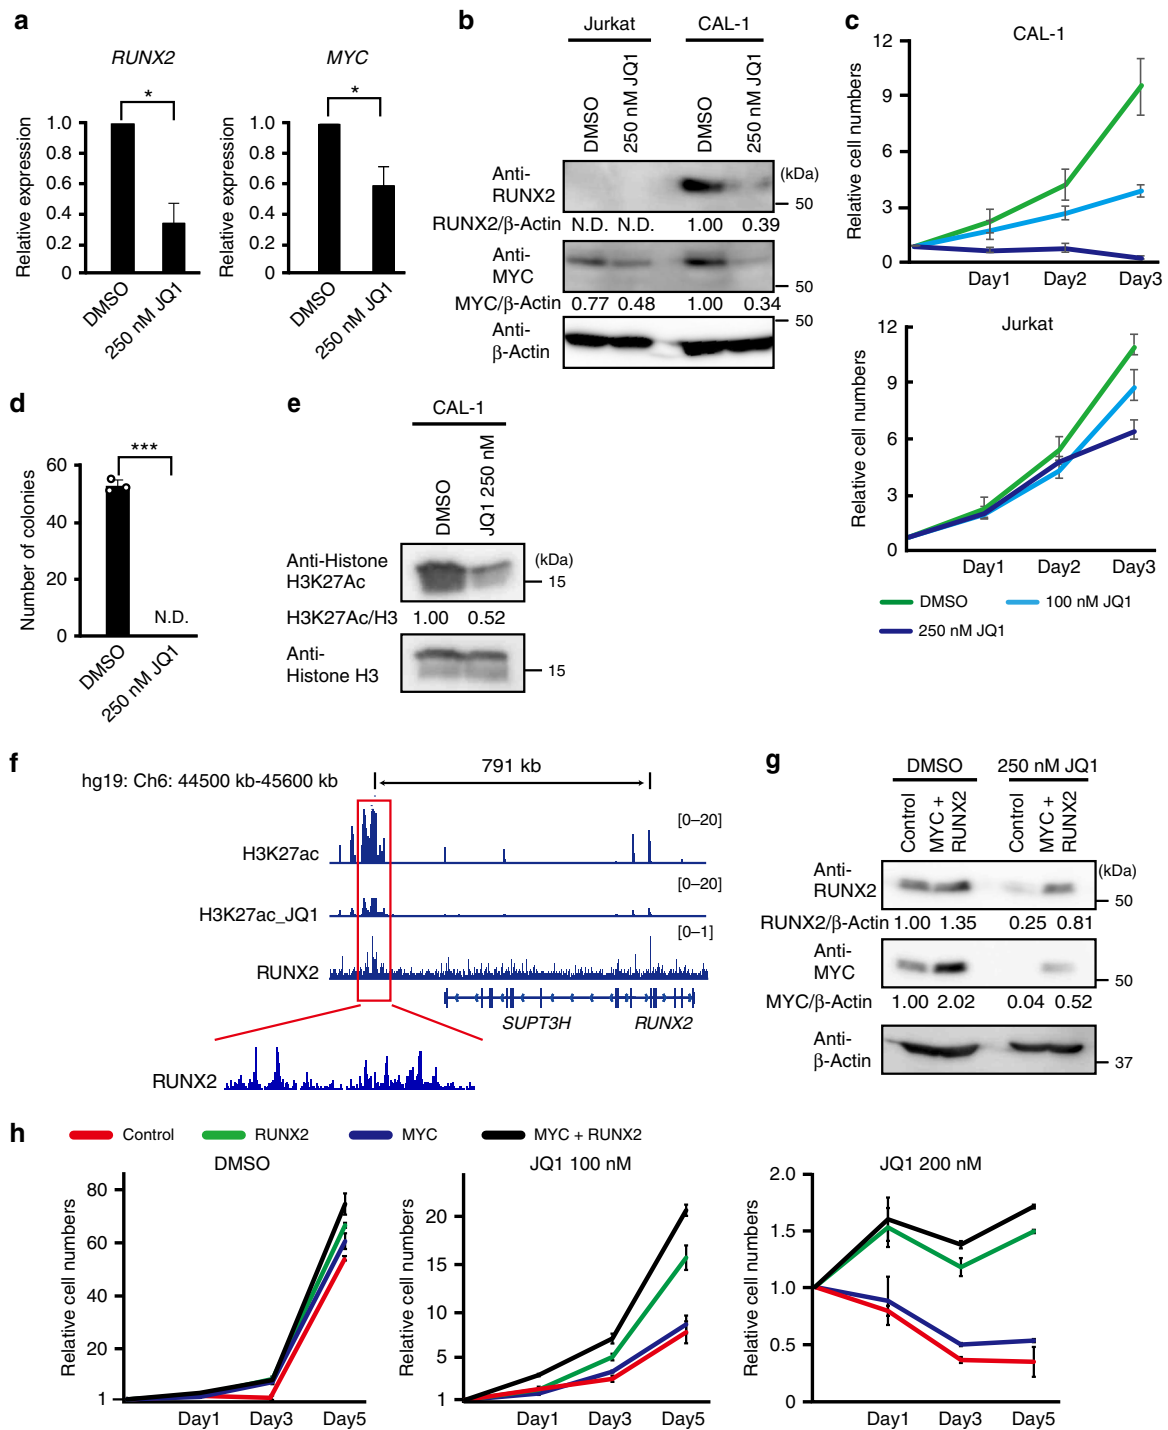 a
RUNX2
Relative expression
1.0
0.8
0.6
0.4
0.2
0
*
DMSO
250 nM JQ1
MYC
Relative expression
1.0
0.8
0.6
0.4
0.2
0
*
DMSO
250 nM JQ1
b
Jurkat
CAL-1
DMSO
250 nM JQ1
DMSO
250 nM JQ1
(kDa)
Anti-
RUNX2
50
RUNX2/β-Actin N.D. N.D. 1.00 0.39
Anti-
MYC
50
MYC/β-Actin 0.77 0.48 1.00 0.34
50
Anti-
β-Actin
c
CAL-1
Relative cell numbers
12
9
6
3
0
Day1 Day2 Day3
Jurkat
Relative cell numbers
12
9
6
3
0
Day1 Day2 Day3
DMSO
100 nM JQ1
250 nM JQ1
d
Number of colonies
60
40
20
0
***
N.D.
DMSO
250 nM JQ1
e
CAL-1
DMSO
JQ1 250 nM
Anti-Histone
H3K27Ac
(kDa)
15
H3K27Ac/H3 1.00 0.52
Anti-
Histone H3
15
f
hg19: Ch6: 44500 kb-45600 kb
791 kb
[0–20]
H3K27ac
[0–20]
H3K27ac_JQ1
[0–1]
RUNX2
SUPT3H
RUNX2
RUNX2
g
DMSO
250 nM JQ1
Control
MYC +
RUNX2
Control
MYC +
RUNX2
Anti-
RUNX2
(kDa)
50
RUNX2/β-Actin 1.00 1.35 0.25 0.81
Anti-
MYC
50
MYC/β-Actin 1.00 2.02 0.04 0.52
Anti-
β-Actin
37
h
Control
RUNX2
MYC
MYC + RUNX2
DMSO
Relative cell numbers
80
60
40
20
1
Day1 Day3 Day5
JQ1 100 nM
Relative cell numbers
20
15
10
5
1
Day1 Day3 Day5
JQ1 200 nM
Relative cell numbers
2.0
1.5
1.0
0.5
0
Day1 Day3 Day5